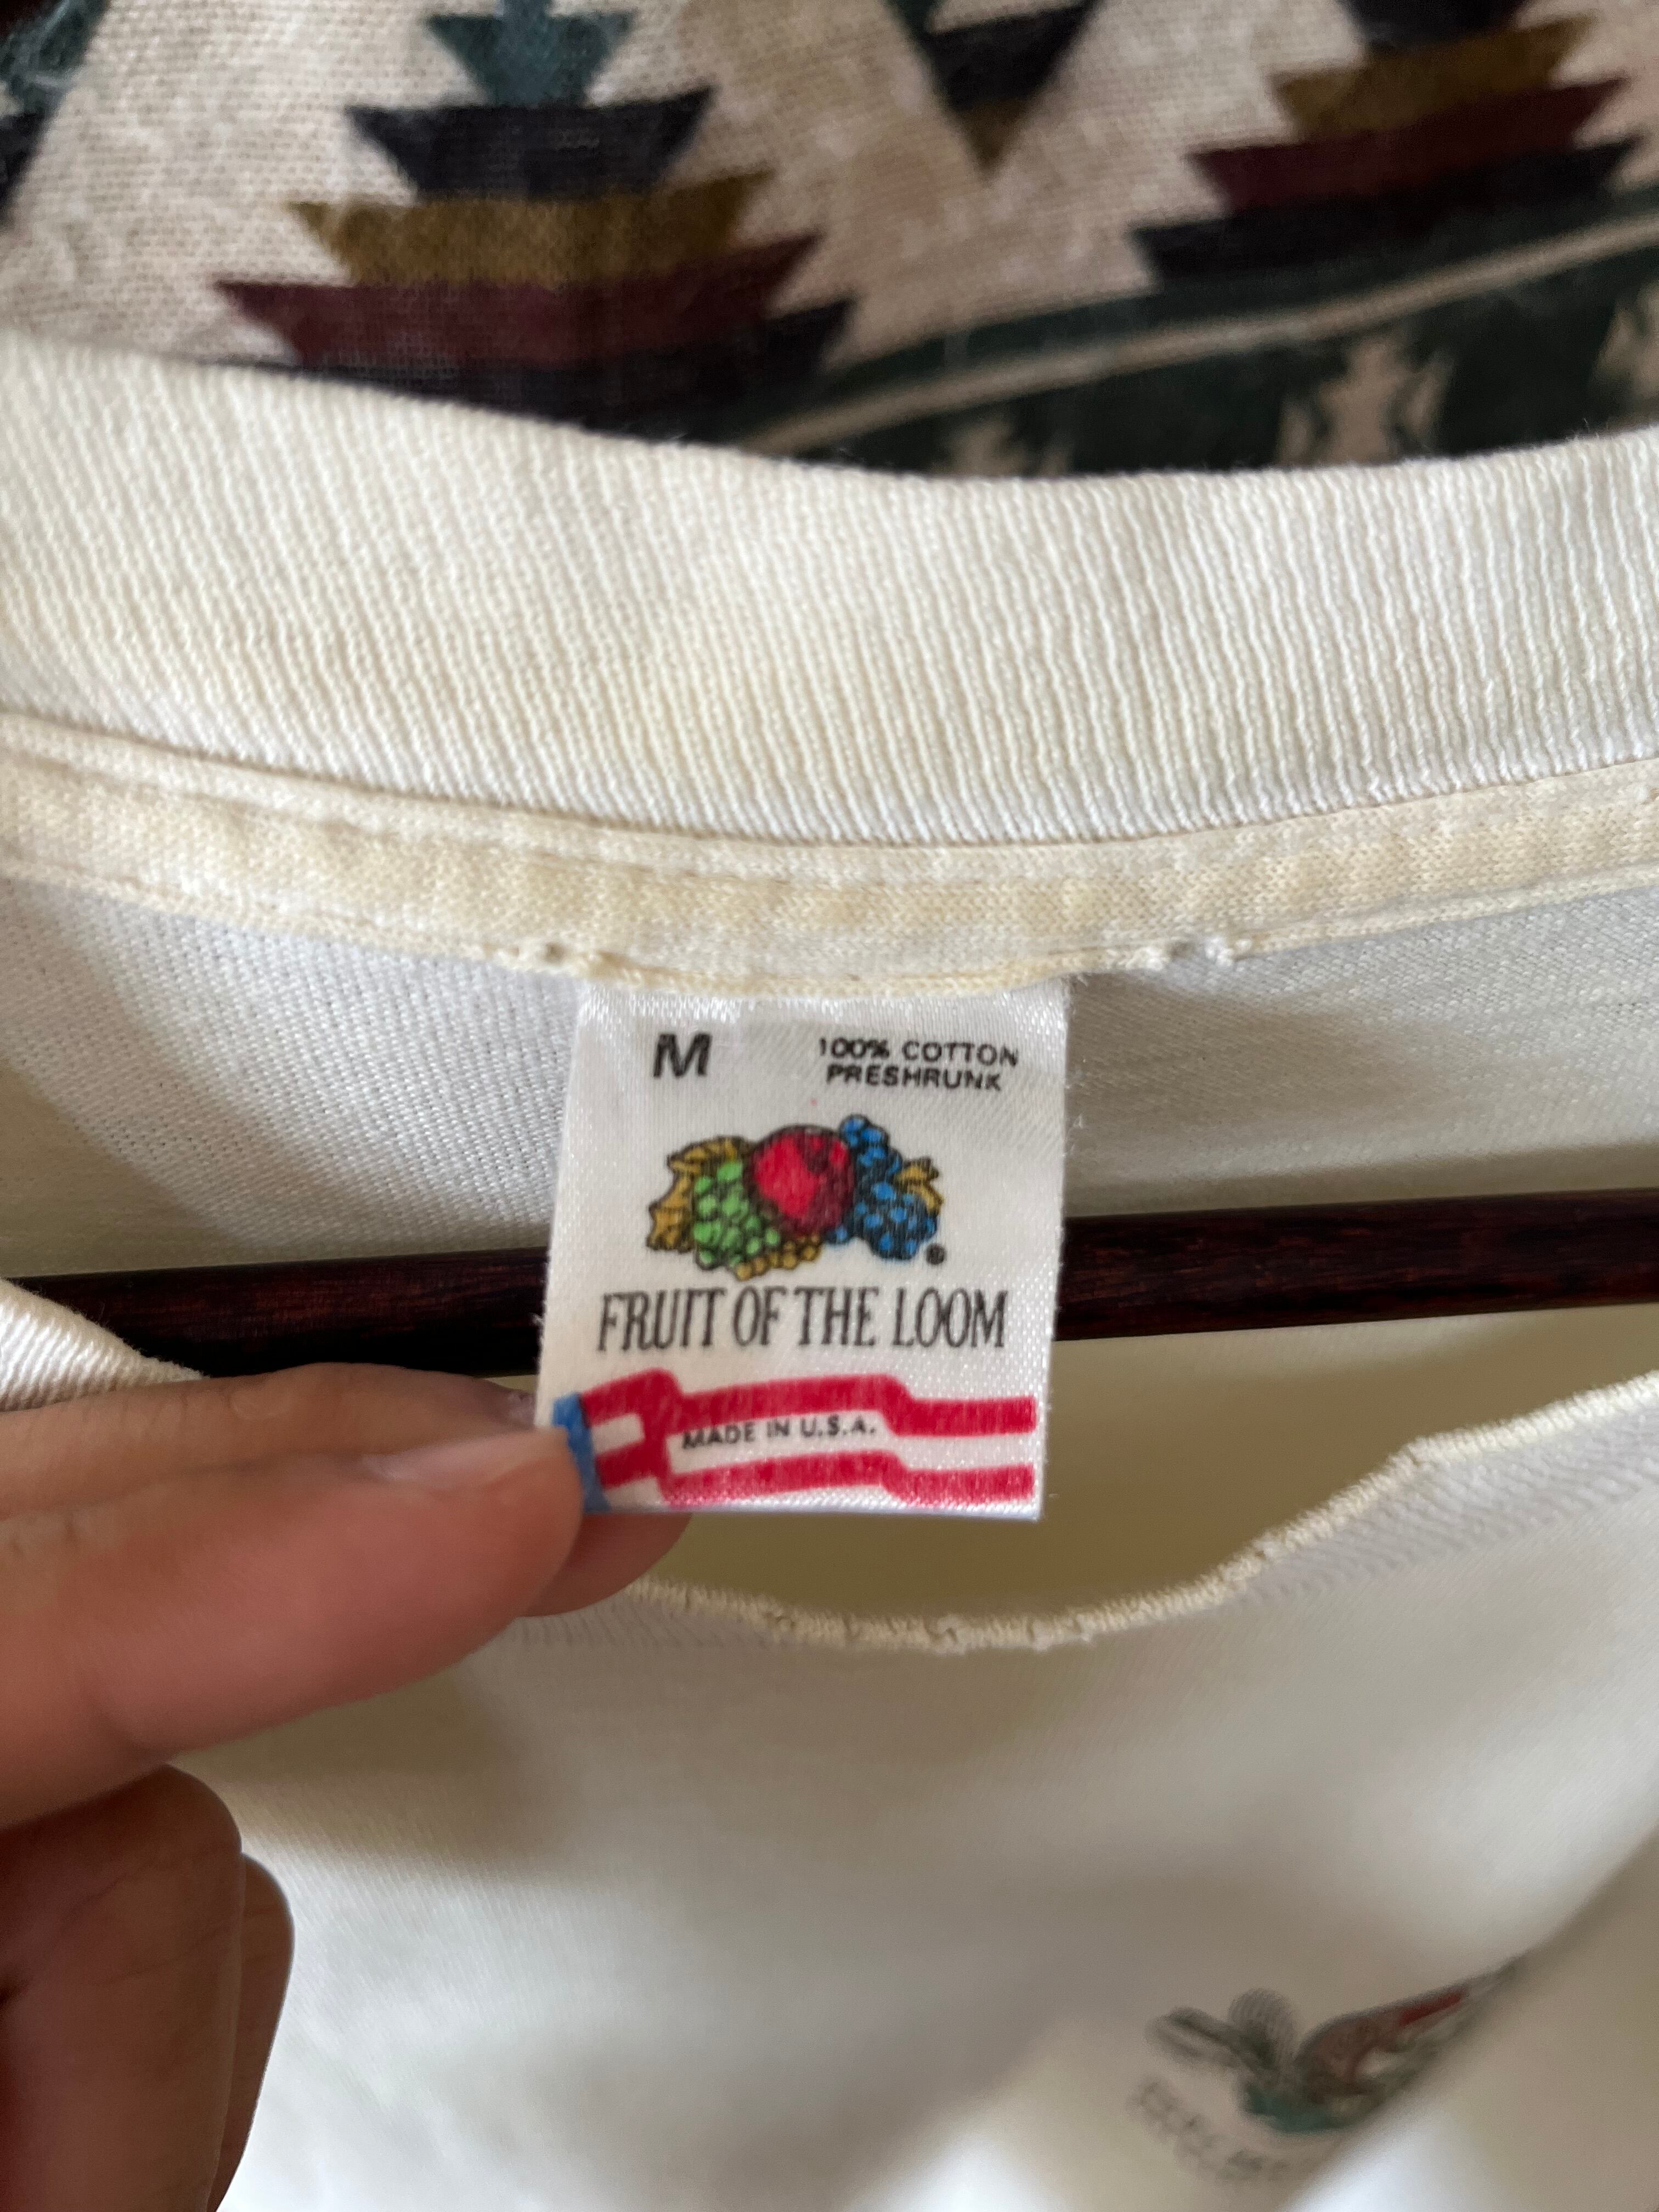 M
100% COTTON
PRESHRUNK
®
FRUIT OF THE LOOM
MADE IN U.S.A.